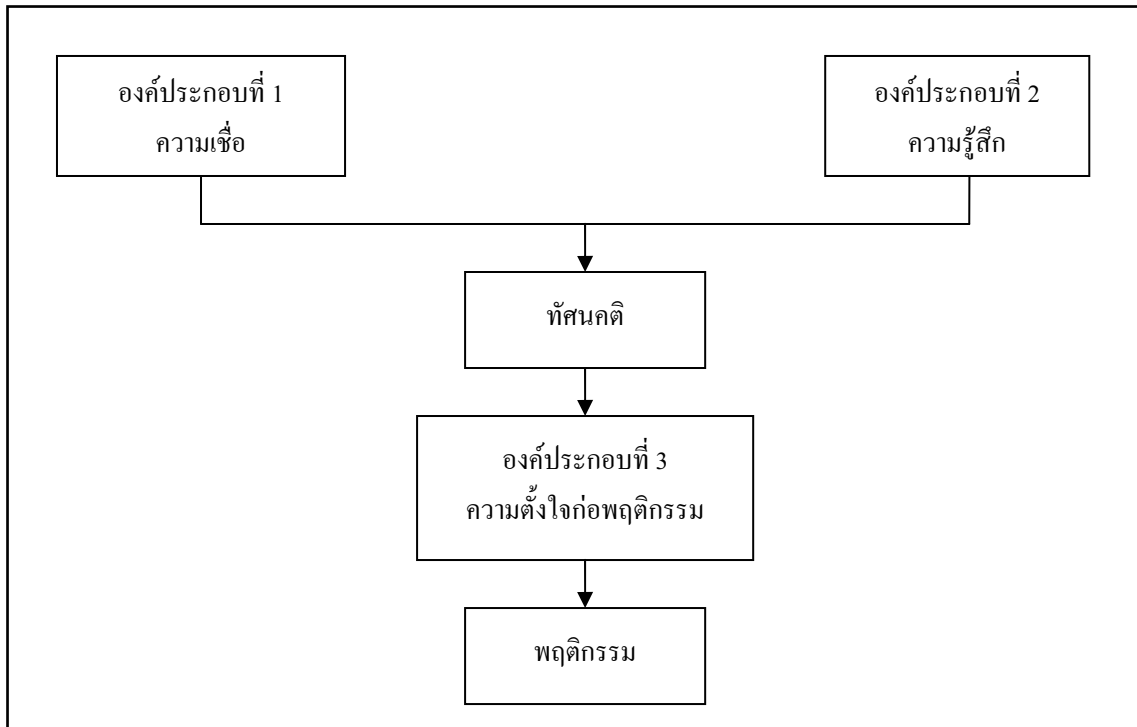 องค์ประกอบที่ 1
ความเชื่อ
องค์ประกอบที่ 2
ความรู้สึก
ทัศนคติ
องค์ประกอบที่ 3
ความตั้งใจก่อพฤติกรรม
พฤติกรรม